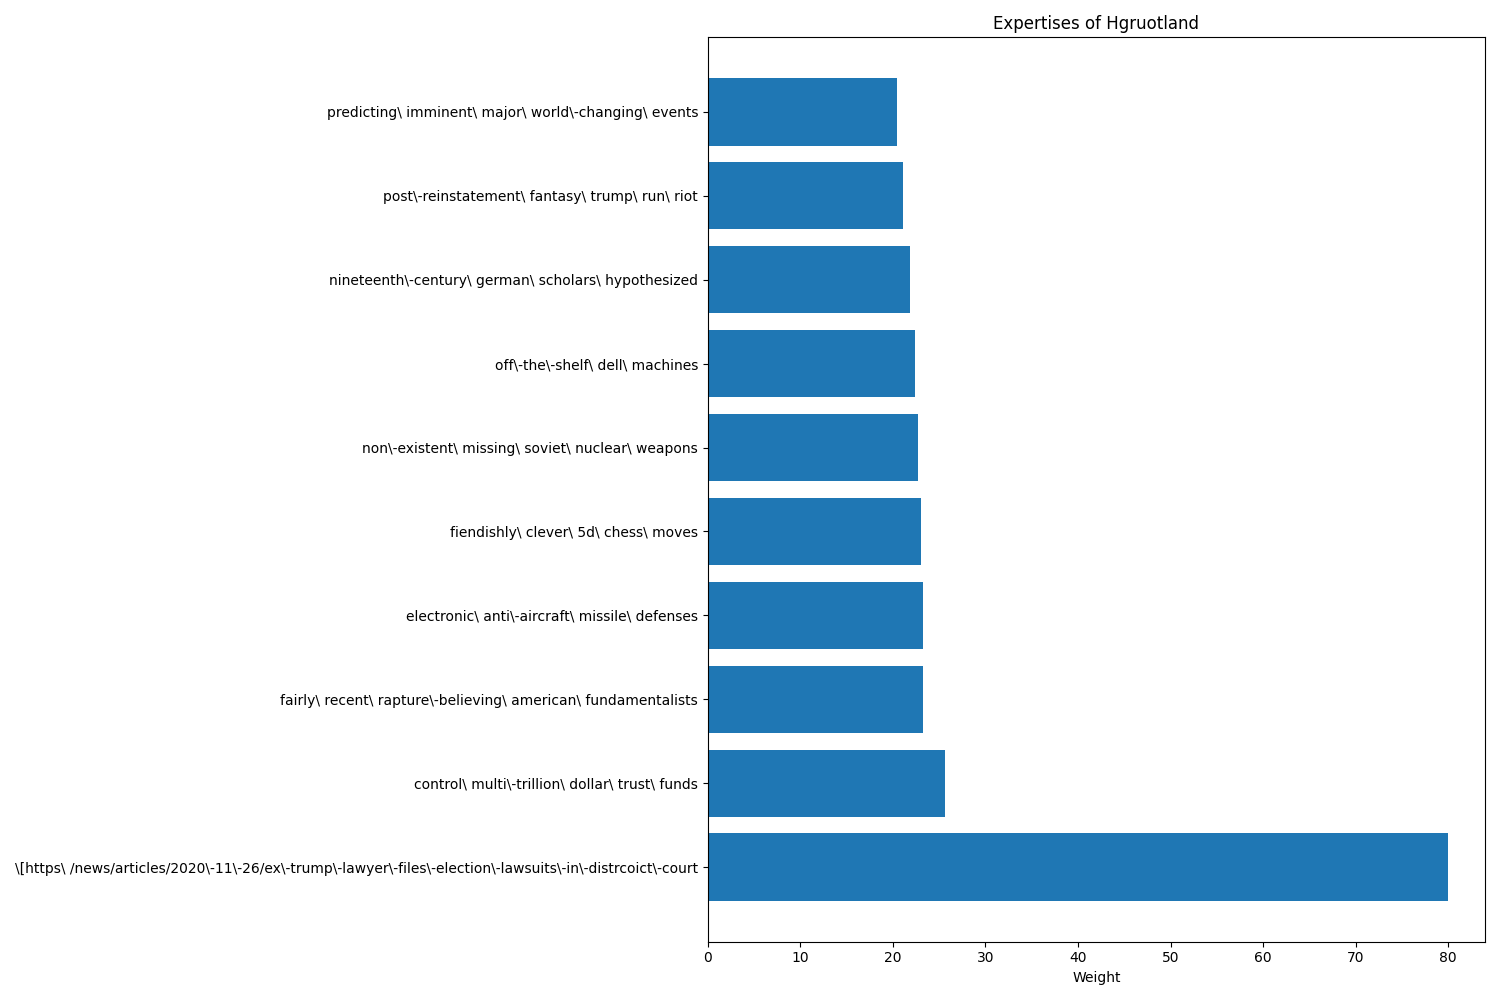 Expertises of Hgruotland
predicting\ imminent\ major\ world\-changing\ events
post\-reinstatement\ fantasy\ trump\ run\ riot
nineteenth\-century\ german\ scholars\ hypothesized
off\-the\-shelf\ dell\ machines
non\-existent\ missing\ soviet\ nuclear\ weapons
fiendishly\ clever\ 5d\ chess\ moves
electronic\ anti\-aircraft\ missile\ defenses
fairly\ recent\ rapture\-believing\ american\ fundamentalists
control\ multi\-trillion\ dollar\ trust\ funds
\[https\ /news/articles/2020\-11\-26/ex\-trump\-lawyer\-files\-election\-lawsuits\-in\-distrcoict\-court
0 10 20 30 40 50 60 70 80
Weight